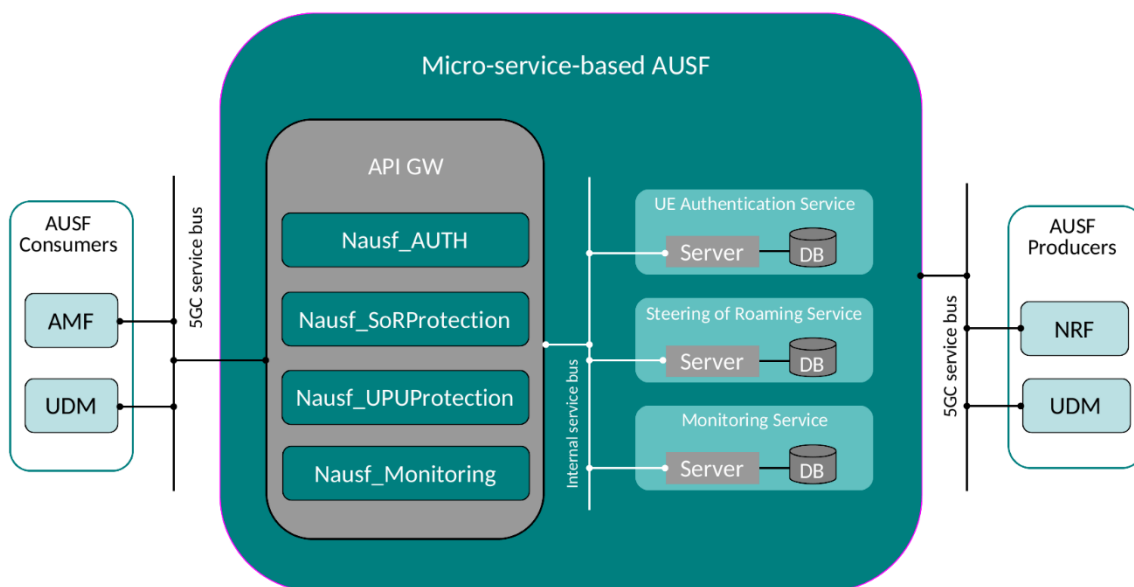 Micro-service-based AUSF
AUSF
Consumers
AMF
UDM
5GC service bus
API GW
Nausf_AUTH
Nausf_SoRProtection
Nausf_UPUProtection
Nausf_Monitoring
Internal service bus
UE Authentication Service
Server
DB
Steering of Roaming Service
Server
DB
Monitoring Service
Server
DB
5GC service bus
AUSF
Producers
NRF
UDM